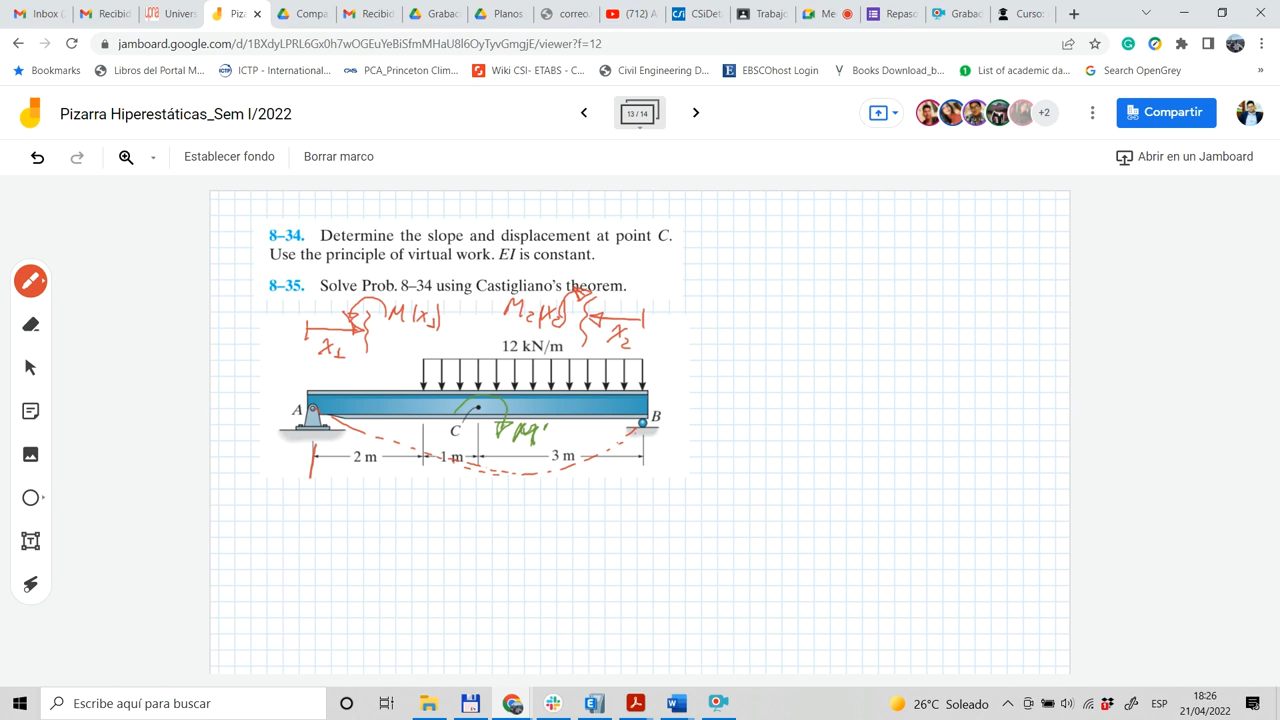 Inbox (
Recibid
Univers
Piz
Compa
Recibid
Grabac
Planos
correo.
(712) A
CSiDet
Trabajo
Me
Repaso
Grabaq
Curso:
jamboard.google.com/d/1BXdyLPRL6Gx0h7wOGEuYeBiSfmMHaU8I6OyTyvGmgjE/viewer?f=12
Bookmarks
Libros del Portal M...
ICTP - International...
PCA_Princeton Clim...
Wiki CSI- ETABS - C...
Civil Engineering D...
EBSCOhost Login
Books Download_b...
List of academic da...
Search OpenGrey
»
Pizarra Hiperestáticas_Sem I/2022
13 / 14
+2
Compartir
Establecer fondo
Borrar marco
Abrir en un Jamboard
8–34. Determine the slope and displacement at point C.
Use the principle of virtual work. EI is constant.
8–35. Solve Prob. 8–34 using Castigliano's theorem.
M(x1)
M2(x2)
x1
x2
12 kN/m
A
B
C
2 m
1 m
3 m
Escribe aquí para buscar
26°C Soleado
ESP
18:26
21/04/2022